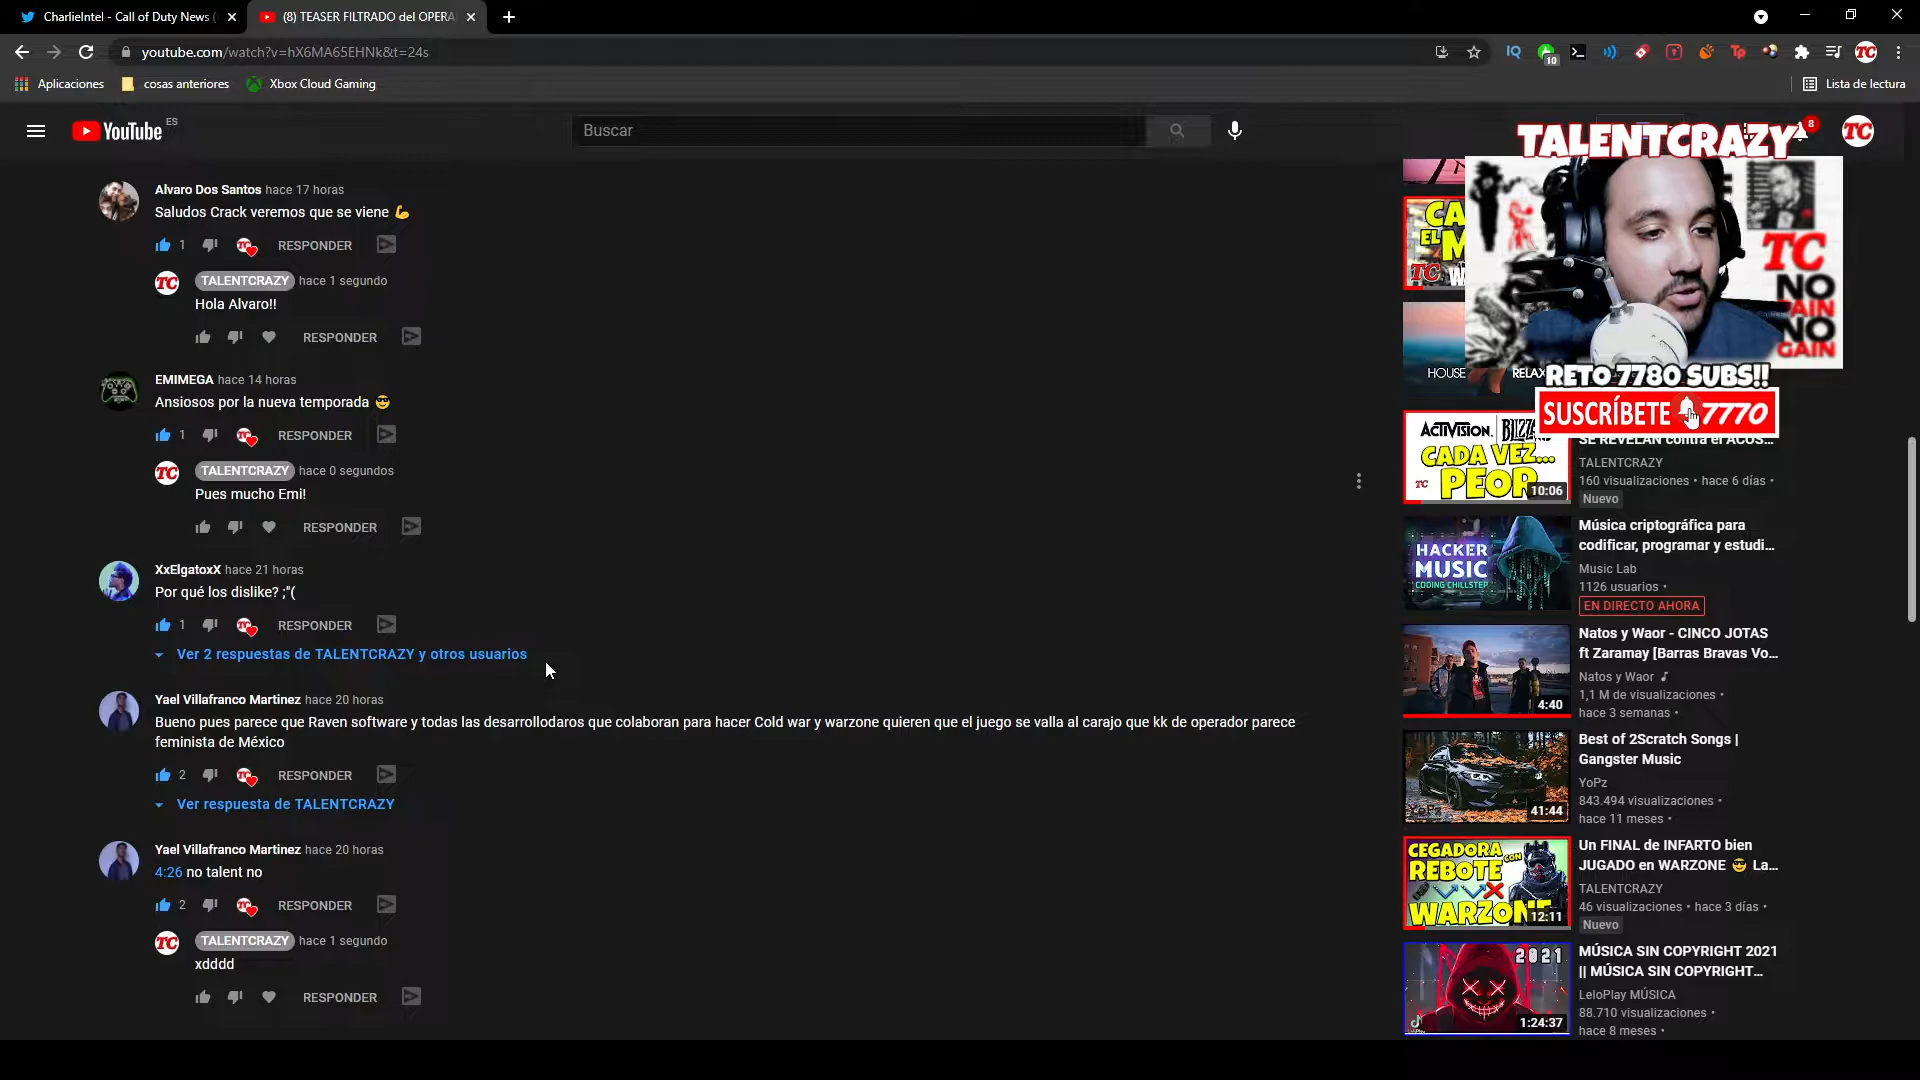 CharlieIntel - Call of Duty News (
(8) TEASER FILTRADO del OPERA
youtube.com/watch?v=hX6MA65EHNk&t=24s
10
Aplicaciones
cosas anteriores
Xbox Cloud Gaming
Lista de lectura
YouTube
ES
Buscar
8
TC
TALENTCRAZY
Alvaro Dos Santos hace 17 horas
Saludos Crack veremos que se viene 💪
1
RESPONDER
TALENTCRAZY hace 1 segundo
Hola Alvaro!!
RESPONDER
EMIMEGA hace 14 horas
Ansiosos por la nueva temporada 😎
1
RESPONDER
TALENTCRAZY hace 0 segundos
Pues mucho Emi!
RESPONDER
XxElgatoxX hace 21 horas
Por qué los dislike? ;"(
1
RESPONDER
Ver 2 respuestas de TALENTCRAZY y otros usuarios
Yael Villafranco Martinez hace 20 horas
Bueno pues parece que Raven software y todas las desarrollodaros que colaboran para hacer Cold war y warzone quieren que el juego se valla al carajo que kk de operador parece
feminista de México
2
RESPONDER
Ver respuesta de TALENTCRAZY
Yael Villafranco Martinez hace 20 horas
4:26 no talent no
2
RESPONDER
TALENTCRAZY hace 1 segundo
xdddd
RESPONDER
TC
NO
NO
GAIN
RETO 7780 SUBS!!
SUSCRÍBETE 7770
HOUSE
ACTIVISION
CADA VEZ...
PEOR
TC
10:06
SE REVELAN contra el ACOS...
TALENTCRAZY
160 visualizaciones • hace 6 días •
Nuevo
HACKER
MUSIC
CODING CHILLSTEP
Música criptográfica para
codificar, programar y estudi...
Music Lab
1126 usuarios •
EN DIRECTO AHORA
4:40
Natos y Waor - CINCO JOTAS
ft Zaramay [Barras Bravas Vo...
Natos y Waor
1,1 M de visualizaciones •
hace 3 semanas •
41:44
Best of 2Scratch Songs |
Gangster Music
YoPz
843.494 visualizaciones •
hace 11 meses •
CEGADORA
CON
REBOTE
WARZONE
12:11
Un FINAL de INFARTO bien
JUGADO en WARZONE 😎 La...
TALENTCRAZY
46 visualizaciones • hace 3 días •
Nuevo
2021
1:24:37
MÚSICA SIN COPYRIGHT 2021
|| MÚSICA SIN COPYRIGHT...
LeloPlay MÚSICA
88.710 visualizaciones •
hace 8 meses •